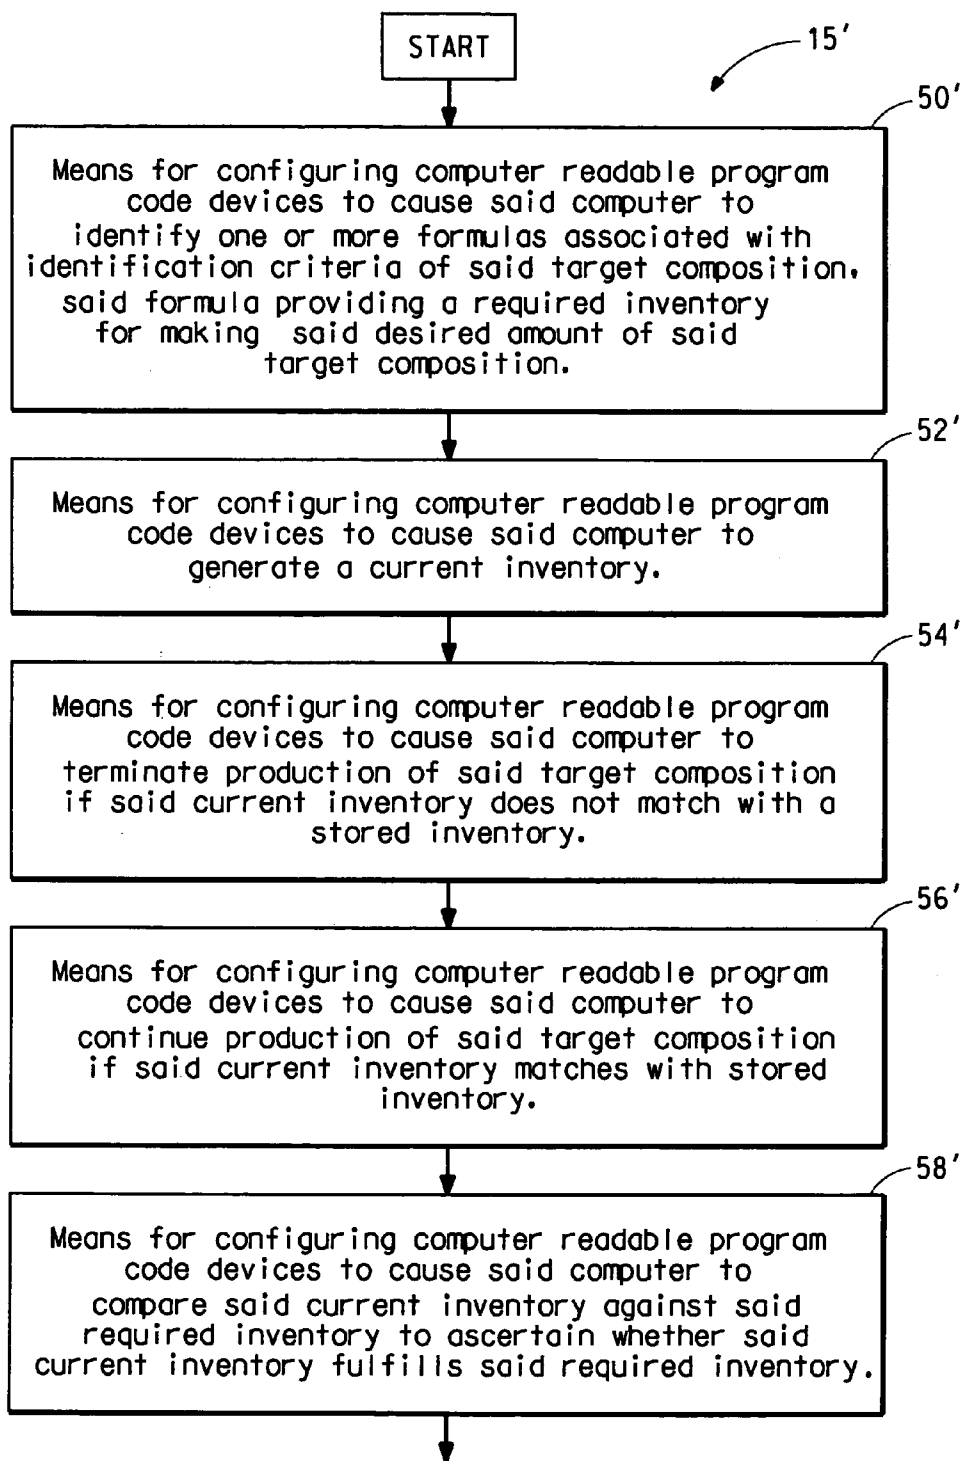 START
15'
50'
Means for configuring computer readable program
code devices to cause said computer to
identify one or more formulas associated with
identification criteria of said target composition.
said formula providing a required inventory
for making said desired amount of said
target composition.
52'
Means for configuring computer readable program
code devices to cause said computer to
generate a current inventory.
54'
Means for configuring computer readable program
code devices to cause said computer to
terminate production of said target composition
if said current inventory does not match with a
stored inventory.
56'
Means for configuring computer readable program
code devices to cause said computer to
continue production of said target composition
if said current inventory matches with stored
inventory.
58'
Means for configuring computer readable program
code devices to cause said computer to
compare said current inventory against said
required inventory to ascertain whether said
current inventory fulfills said required inventory.